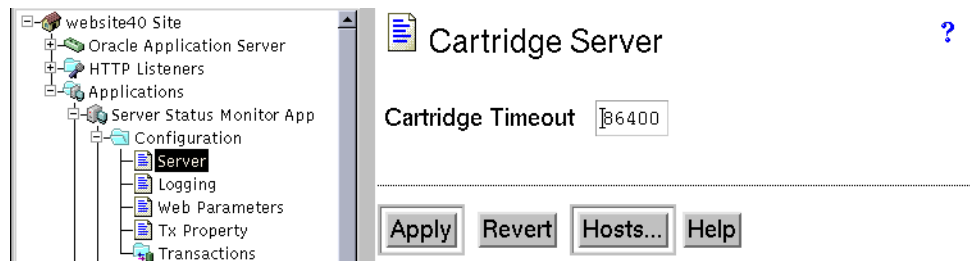 website40 Site
Oracle Application Server
HTTP Listeners
Applications
Server Status Monitor App
Configuration
Server
Logging
Web Parameters
Tx Property
Transactions
Cartridge Server
?
Cartridge Timeout 86400
Apply Revert Hosts... Help